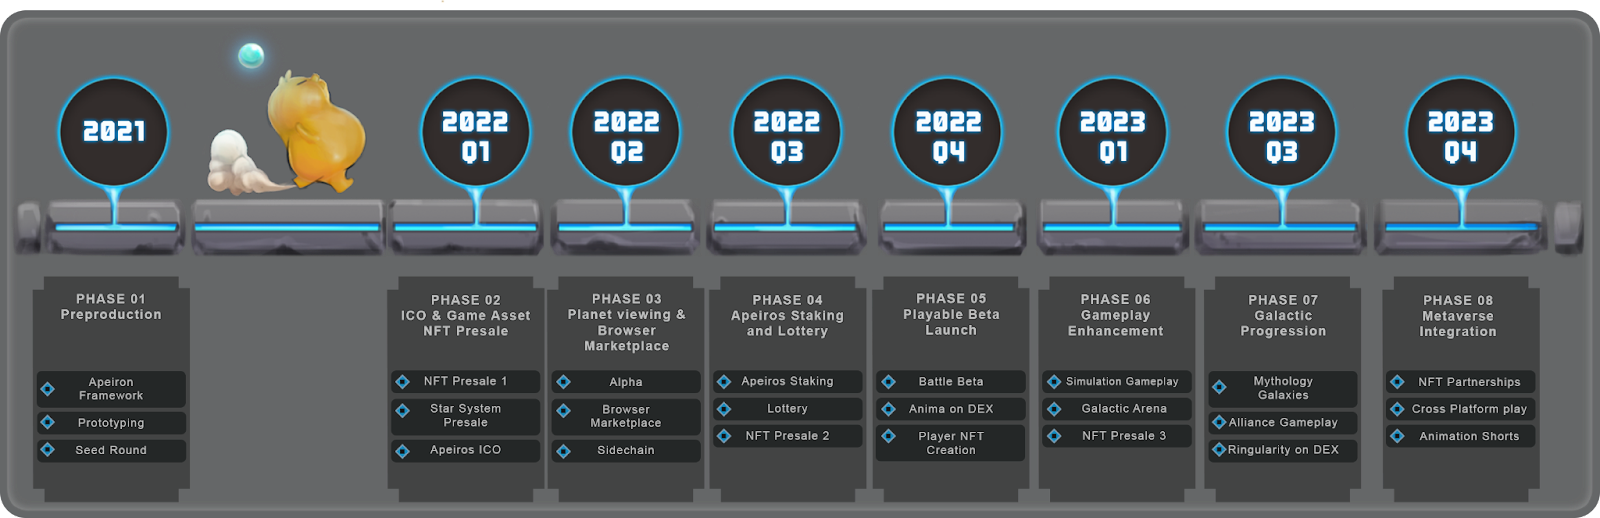 2021
2022
Q1
2022
Q2
2022
Q3
2022
Q4
2023
Q1
2023
Q3
2023
Q4
PHASE 01
Preproduction
Apeiron
Framework
Prototyping
Seed Round
PHASE 02
ICO & Game Asset
NFT Presale
NFT Presale 1
Star System
Presale
Apeiros ICO
PHASE 03
Planet viewing &
Browser
Marketplace
Alpha
Browser
Marketplace
Sidechain
PHASE 04
Apeiros Staking
and Lottery
Apeiros Staking
Lottery
NFT Presale 2
PHASE 05
Playable Beta
Launch
Battle Beta
Anima on DEX
Player NFT
Creation
PHASE 06
Gameplay
Enhancement
Simulation Gameplay
Galactic Arena
NFT Presale 3
PHASE 07
Galactic
Progression
Mythology
Galaxies
Alliance Gameplay
Ringularity on DEX
PHASE 08
Metaverse
Integration
NFT Partnerships
Cross Platform play
Animation Shorts